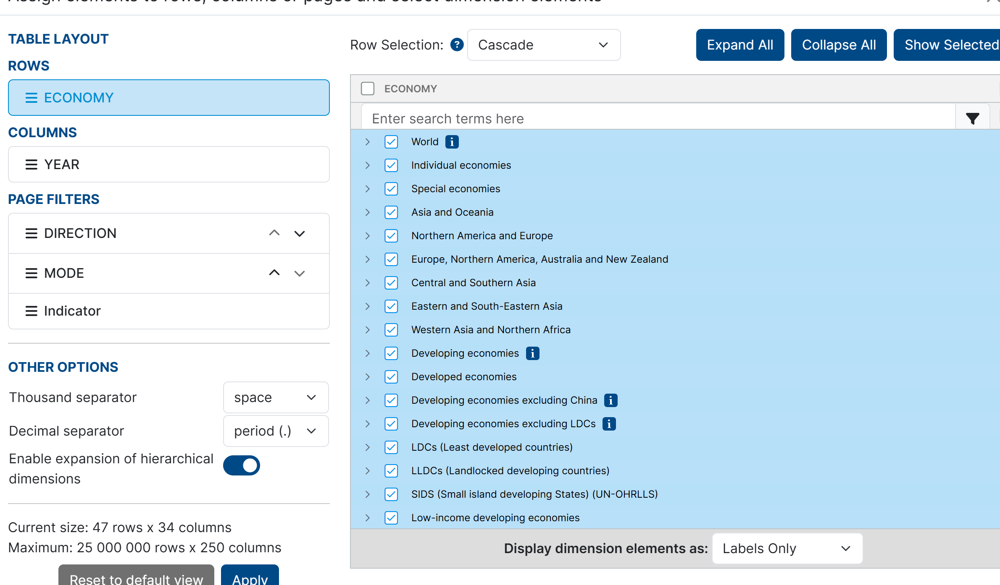 Assign elements to rows, columns or pages and select dimension elements
TABLE LAYOUT
ROWS
ECONOMY
COLUMNS
YEAR
PAGE FILTERS
DIRECTION
MODE
Indicator
OTHER OPTIONS
Thousand separator
space
Decimal separator
period (.)
Enable expansion of hierarchical
dimensions
Current size: 47 rows x 34 columns
Maximum: 25 000 000 rows x 250 columns
Reset to default view
Apply
Row Selection: ?
Cascade
Expand All
Collapse All
Show Selected
ECONOMY
Enter search terms here
World i
Individual economies
Special economies
Asia and Oceania
Northern America and Europe
Europe, Northern America, Australia and New Zealand
Central and Southern Asia
Eastern and South-Eastern Asia
Western Asia and Northern Africa
Developing economies i
Developed economies
Developing economies excluding China i
Developing economies excluding LDCs i
LDCs (Least developed countries)
LLDCs (Landlocked developing countries)
SIDS (Small island developing States) (UN-OHRLLS)
Low-income developing economies
Display dimension elements as:
Labels Only